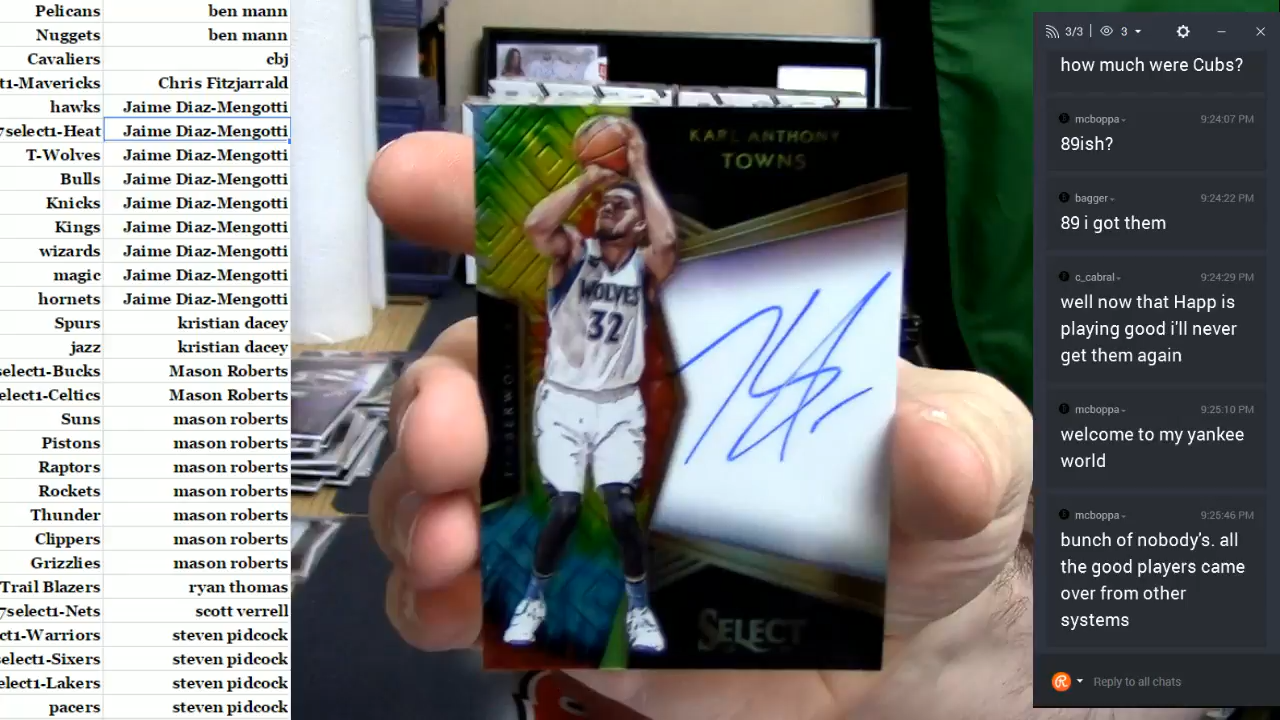 Pelicans ben mann
Nuggets ben mann
Cavaliers cbj
t1-Mavericks Chris Fitzjarrald
hawks Jaime Diaz-Mengotti
7select1-Heat Jaime Diaz-Mengotti
T-Wolves Jaime Diaz-Mengotti
Bulls Jaime Diaz-Mengotti
Knicks Jaime Diaz-Mengotti
Kings Jaime Diaz-Mengotti
wizards Jaime Diaz-Mengotti
magic Jaime Diaz-Mengotti
hornets Jaime Diaz-Mengotti
Spurs kristian dacey
jazz kristian dacey
select1-Bucks Mason Roberts
elect1-Celtics Mason Roberts
Suns mason roberts
Pistons mason roberts
Raptors mason roberts
Rockets mason roberts
Thunder mason roberts
Clippers mason roberts
Grizzlies mason roberts
Trail Blazers ryan thomas
7select1-Nets scott verrell
ct1-Warriors steven pidcock
select1-Sixers steven pidcock
elect1-Lakers steven pidcock
pacers steven pidcock
KARL ANTHONY
TOWNS
WOLVES
32
SELECT
3/3 3
how much were Cubs?
mcboppa 9:24:07 PM
89ish?
bagger 9:24:22 PM
89 i got them
c_cabral 9:24:29 PM
well now that Happ is
playing good i'll never
get them again
mcboppa 9:25:10 PM
welcome to my yankee
world
mcboppa 9:25:46 PM
bunch of nobody's. all
the good players came
over from other
systems
Reply to all chats